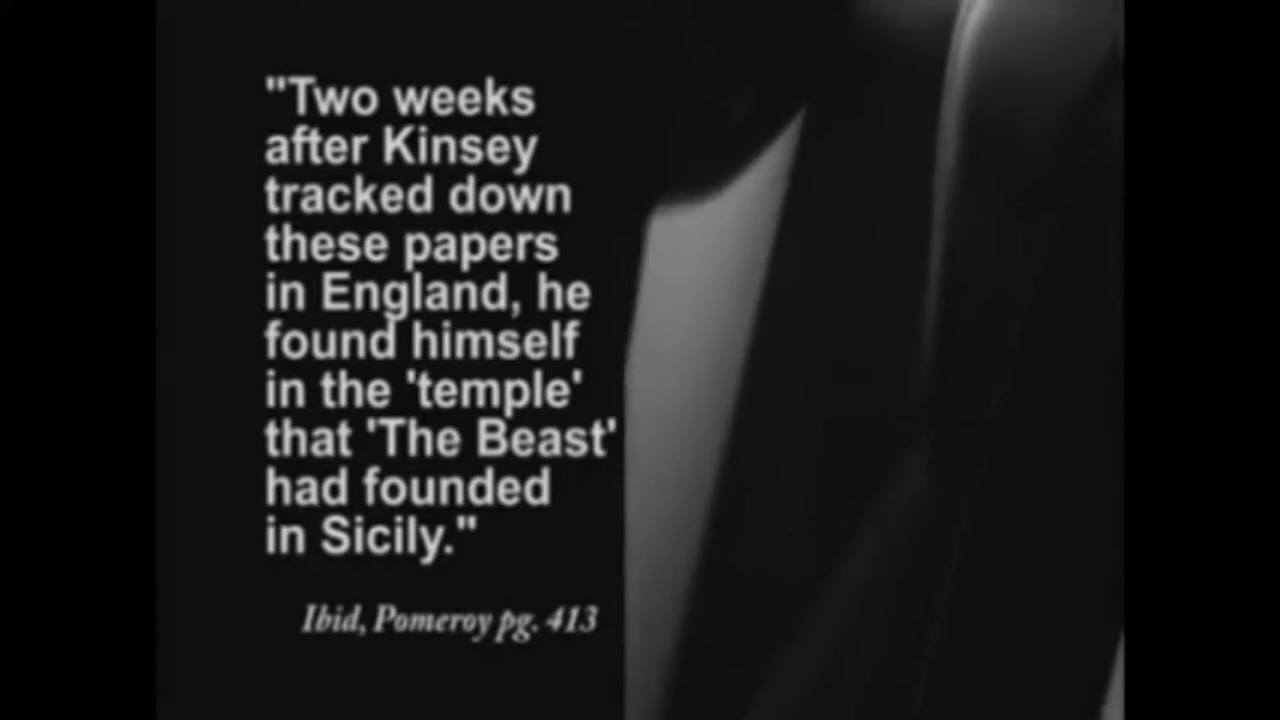 "Two weeks
after Kinsey
tracked down
these papers
in England, he
found himself
in the 'temple'
that 'The Beast'
had founded
in Sicily."
Ibid, Pomeroy pg. 413